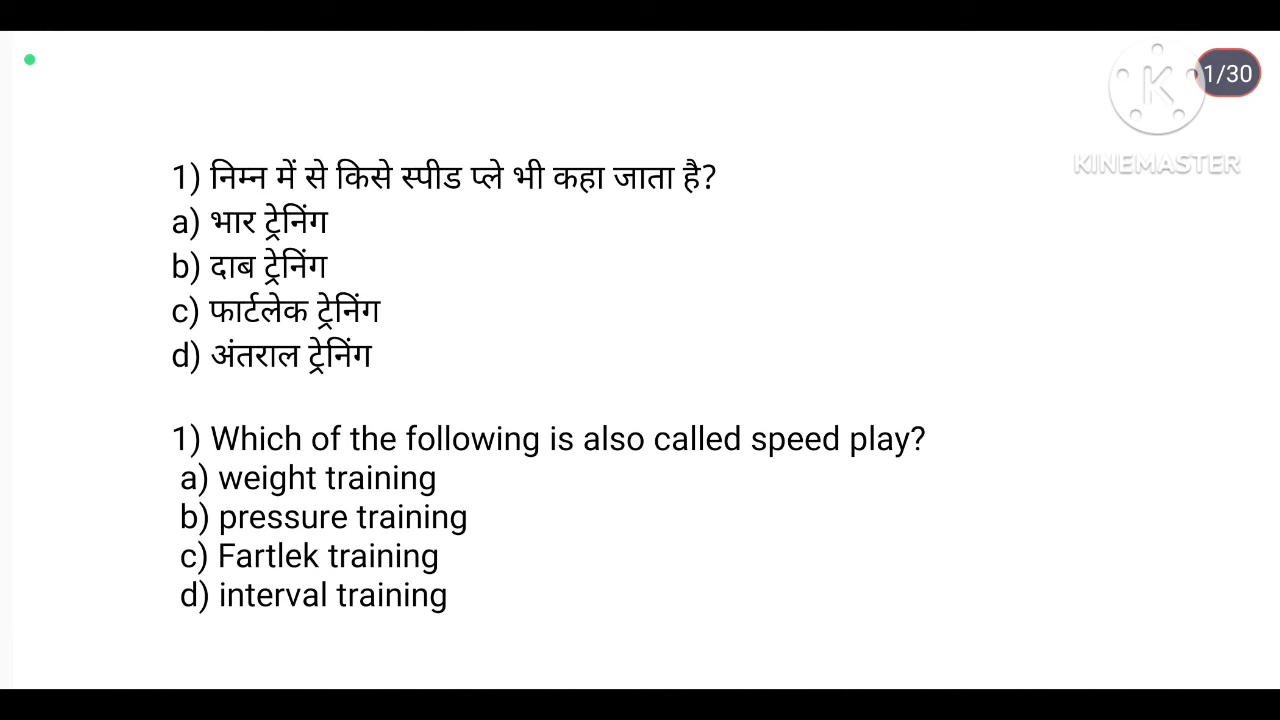 1/30
KINEMASTER
1) निम्न में से किसे स्पीड प्ले भी कहा जाता है?
a) भार ट्रेनिंग
b) दाब ट्रेनिंग
c) फार्टलेक ट्रेनिंग
d) अंतराल ट्रेनिंग
1) Which of the following is also called speed play?
a) weight training
b) pressure training
c) Fartlek training
d) interval training